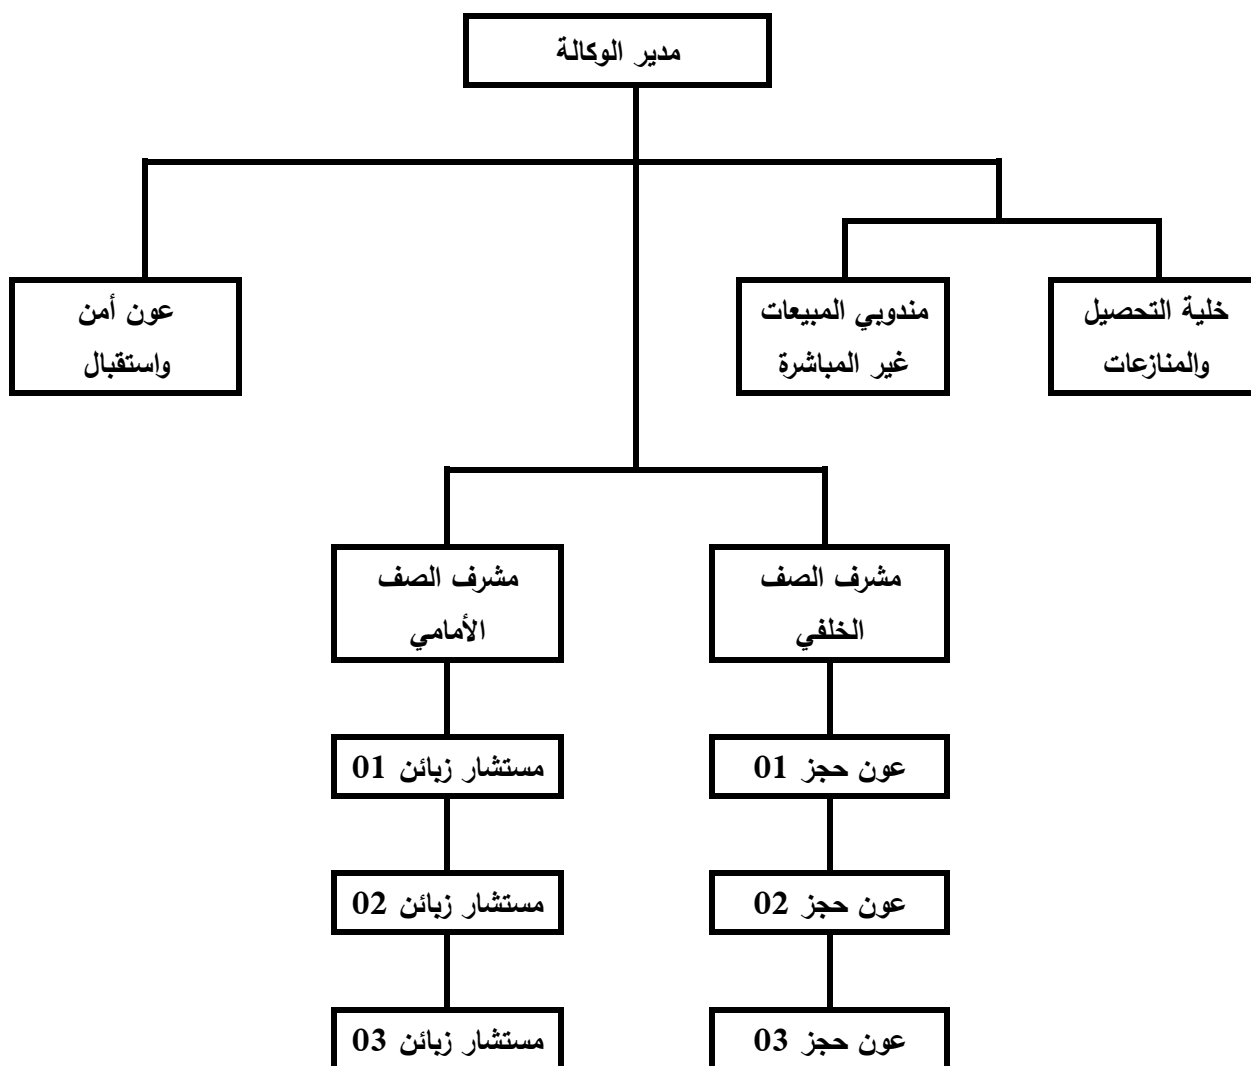 مدير الوكالة
خلية التحصيل
والمنازعات
مندوبي المبيعات
غير المباشرة
عون أمن
واستقبال
مشرف الصف
الخلفي
مشرف الصف
الأمامي
عون حجز 01
مستشار زبائن 01
عون حجز 02
مستشار زبائن 02
عون حجز 03
مستشار زبائن 03